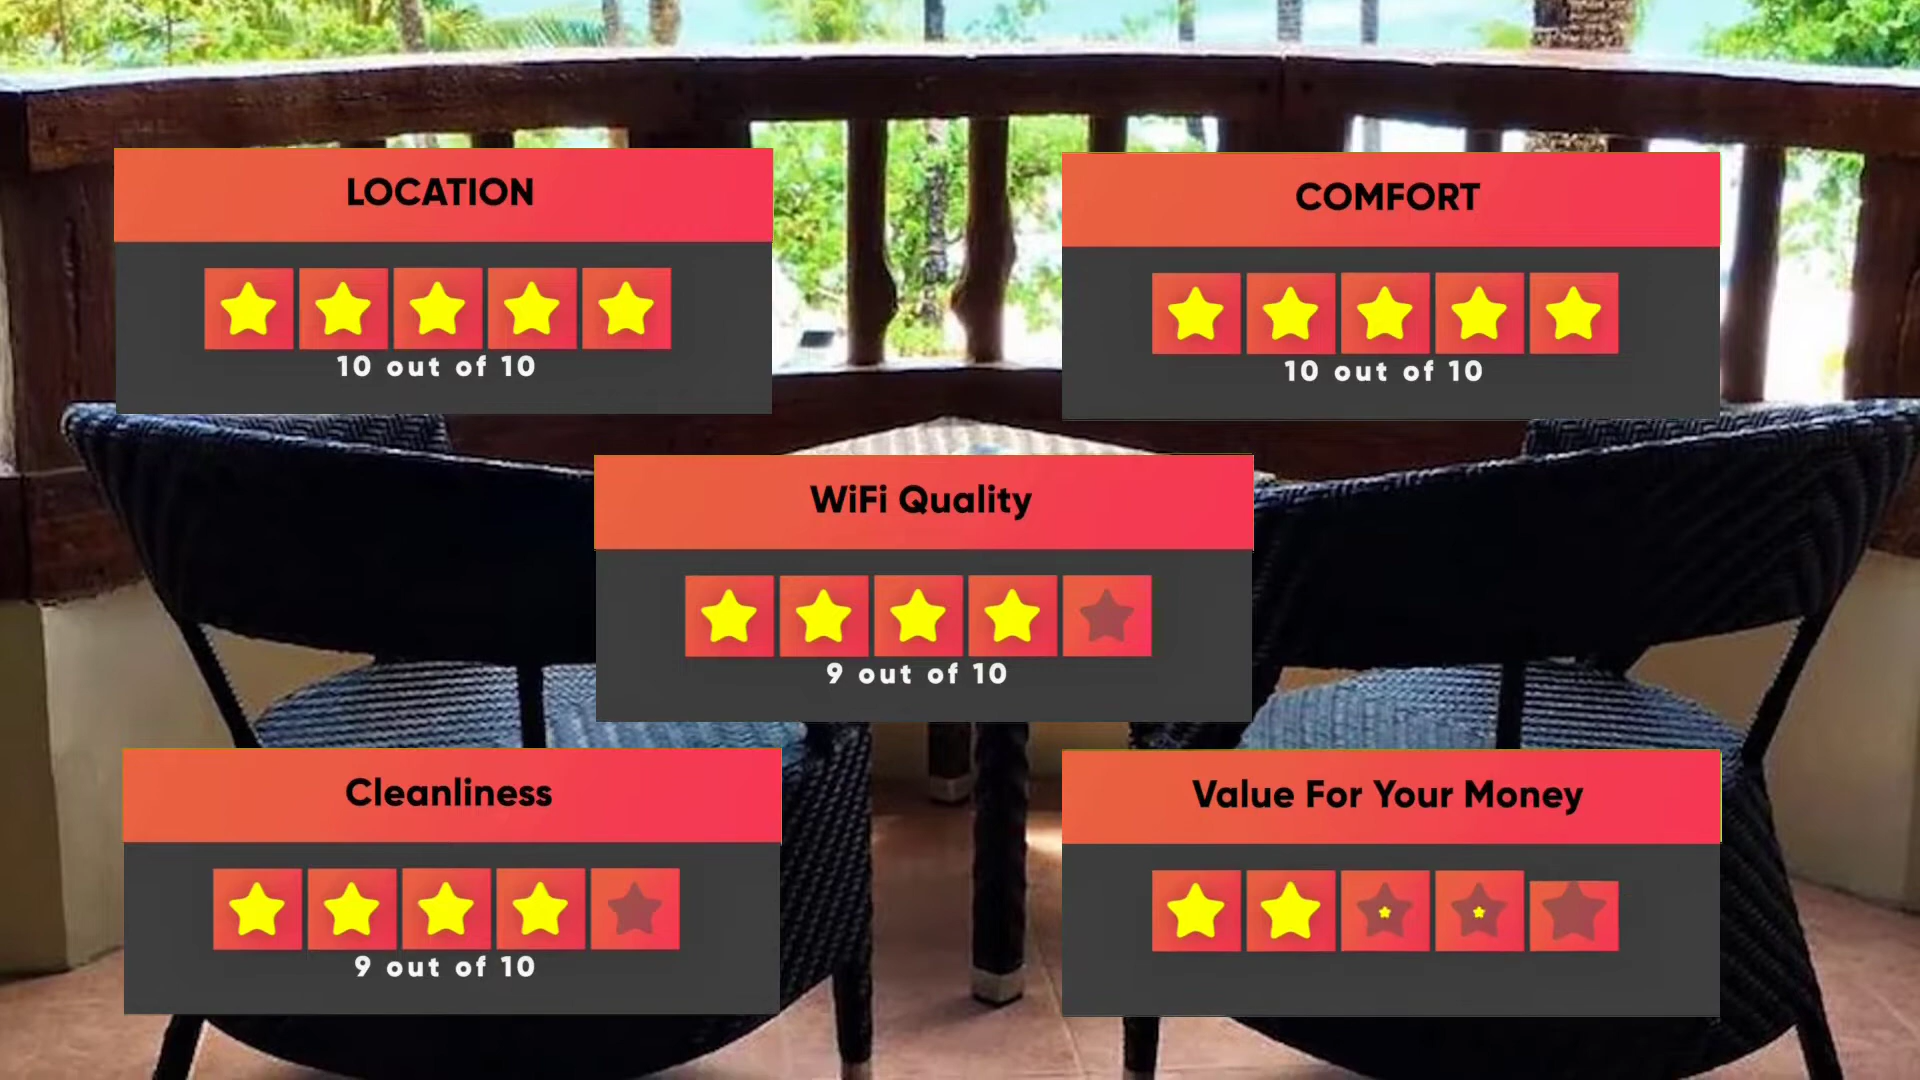 LOCATION
10 out of 10
COMFORT
10 out of 10
WiFi Quality
9 out of 10
Cleanliness
9 out of 10
Value For Your Money